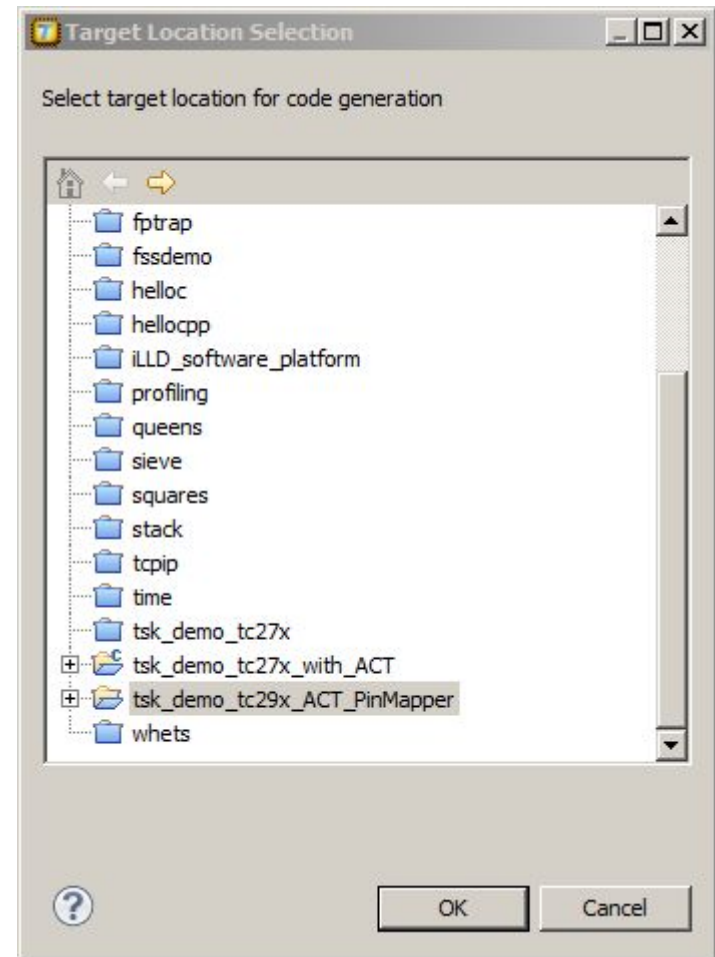 Target Location Selection
Select target location for code generation
fptrap
fssdemo
helloc
hellocpp
iLLD_software_platform
profiling
queens
sieve
squares
stack
tcpip
time
tsk_demo_tc27x
tsk_demo_tc27x_with_ACT
tsk_demo_tc29x_ACT_PinMapper
whets
OK
Cancel